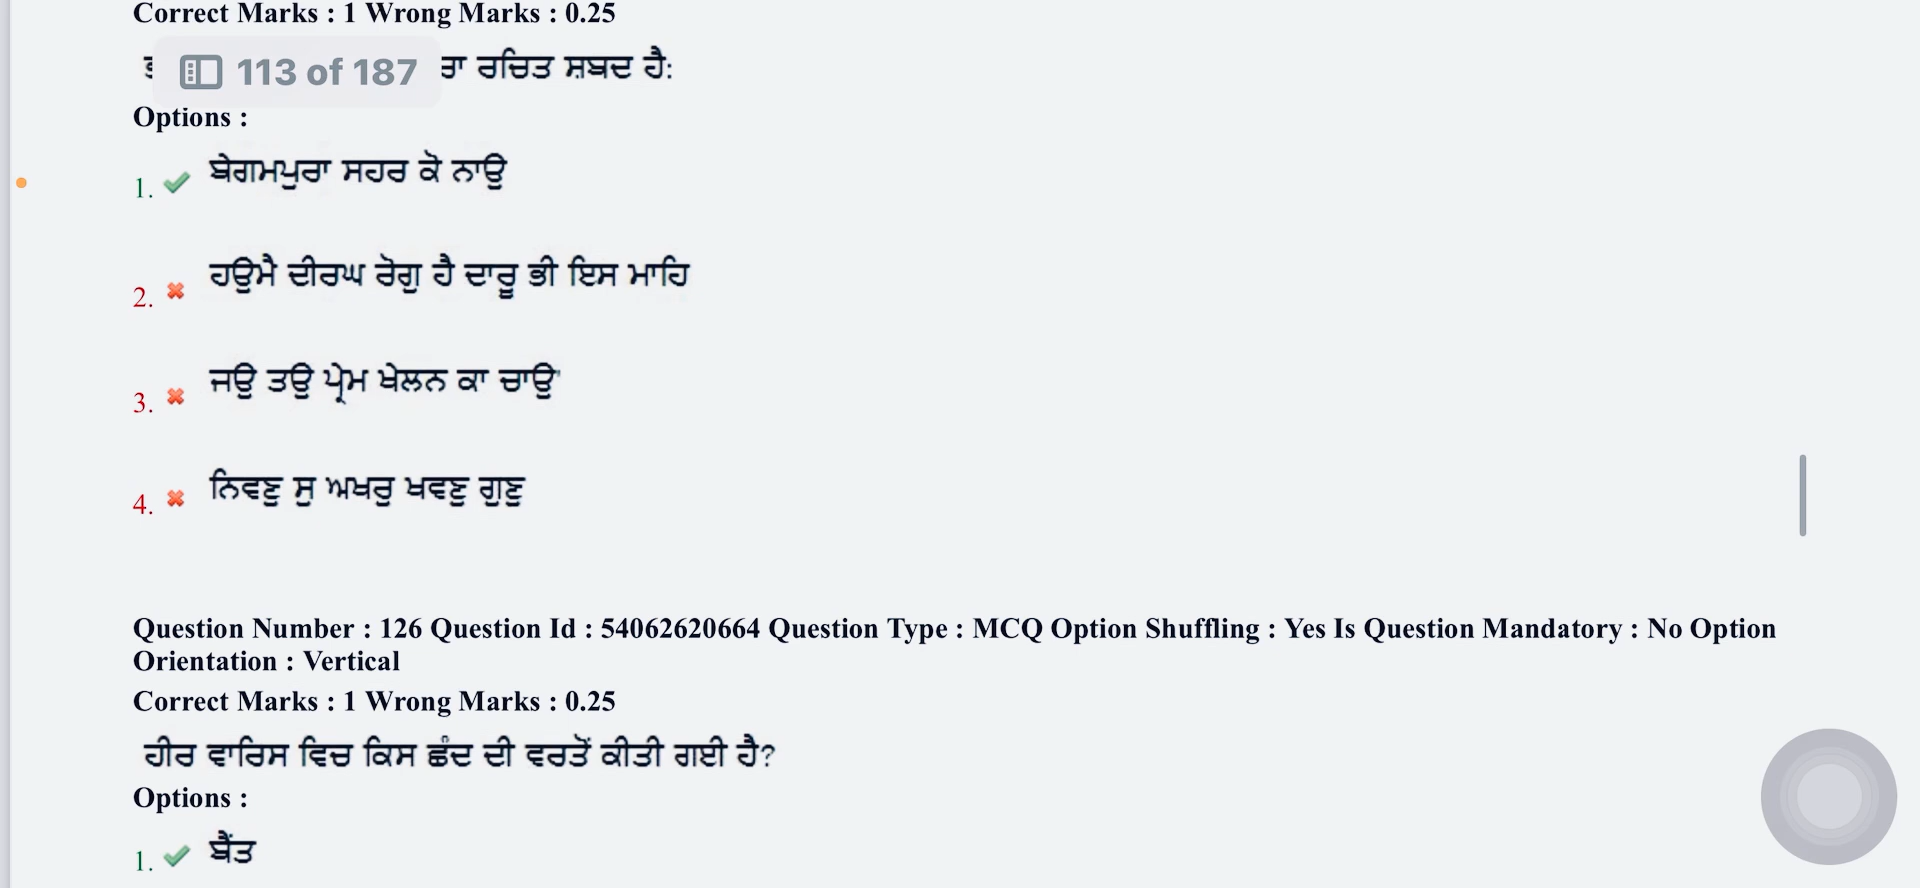 Correct Marks : 1 Wrong Marks : 0.25
113 of 187 ਰਾ ਰਚਿਤ ਸ਼ਬਦ ਹੈ:
Options :
1. ਬੇਗਮਪੁਰਾ ਸਹਰ ਕੋ ਨਾਉ
2. ਹਉਮੈ ਦੀਰਘ ਰੋਗੁ ਹੈ ਦਾਰੂ ਭੀ ਇਸ ਮਾਹਿ
3. ਜਉ ਤਉ ਪ੍ਰੇਮ ਖੇਲਨ ਕਾ ਚਾਉ
4. ਨਿਵਣੁ ਸੁ ਅਖਰੁ ਖਵਣੁ ਗੁਣੁ
Question Number : 126 Question Id : 54062620664 Question Type : MCQ Option Shuffling : Yes Is Question Mandatory : No Option
Orientation : Vertical
Correct Marks : 1 Wrong Marks : 0.25
ਹੀਰ ਵਾਰਿਸ ਵਿਚ ਕਿਸ ਛੰਦ ਦੀ ਵਰਤੋਂ ਕੀਤੀ ਗਈ ਹੈ?
Options :
1. ਬੈਂਤ